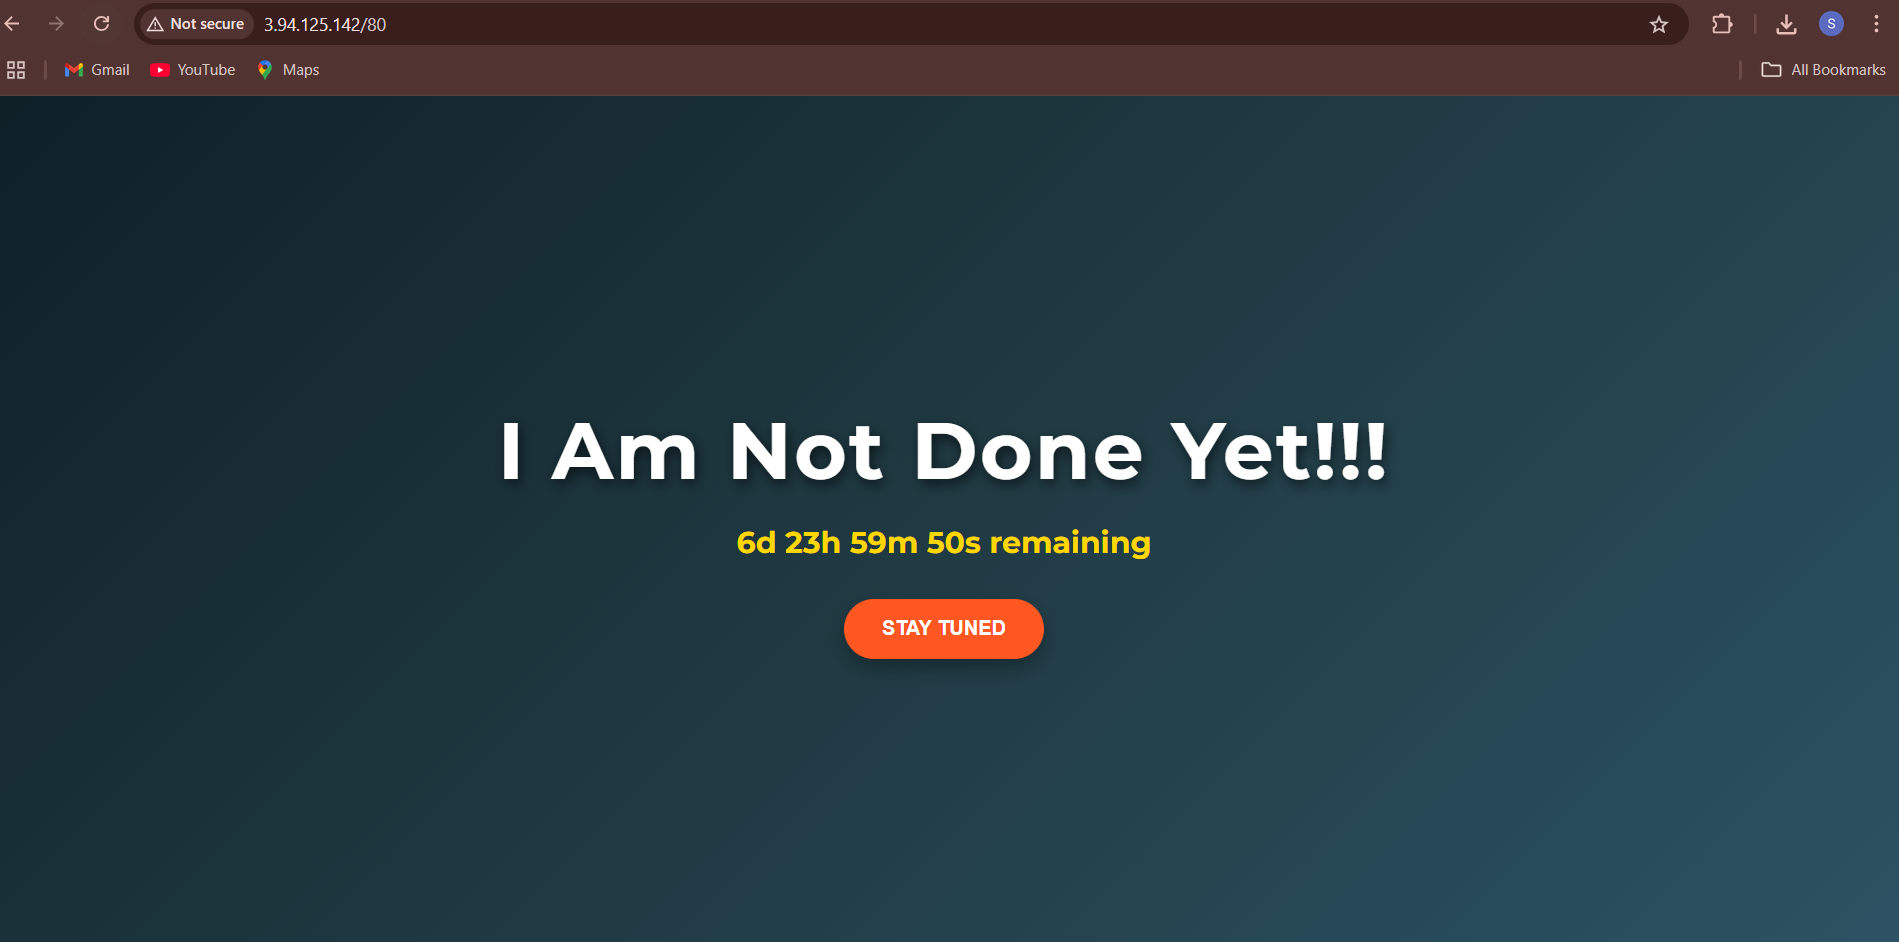 Not secure 3.94.125.142/80 S
Gmail YouTube Maps All Bookmarks
I Am Not Done Yet!!!
6d 23h 59m 50s remaining
STAY TUNED